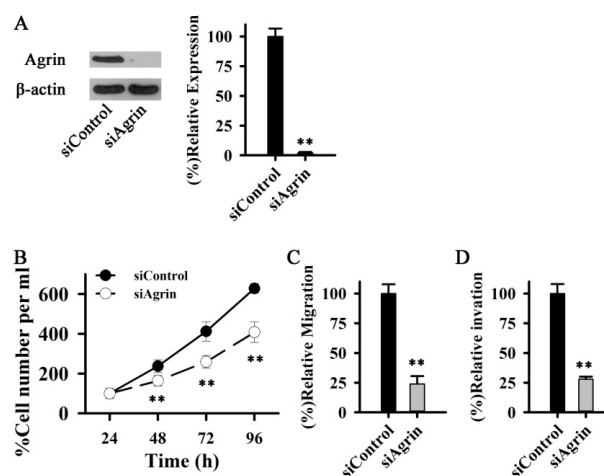 A
Agrin
β-actin
siControl
siAgrin
(%)Relative Expression
100
75
50
25
0
**
siControl
siAgrin
B
%Cell number per ml
siControl
siAgrin
600
400
200
0
**
**
**
24 48 72 96
Time (h)
C
(%)Relative Migration
100
75
50
25
0
**
siControl
siAgrin
D
(%)Relative invation
100
75
50
25
0
**
siControl
siAgrin